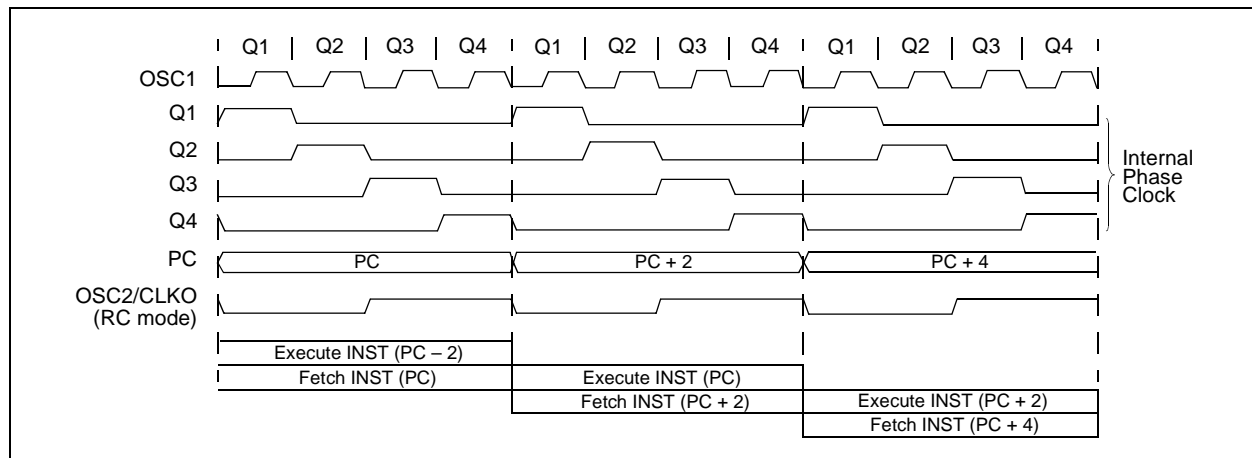 Q1 Q2 Q3 Q4 Q1 Q2 Q3 Q4 Q1 Q2 Q3 Q4
OSC1
Q1
Q2
Q3
Q4
Internal
Phase
Clock
PC PC PC + 2 PC + 4
OSC2/CLKO
(RC mode)
Execute INST (PC – 2)
Fetch INST (PC) Execute INST (PC)
Fetch INST (PC + 2) Execute INST (PC + 2)
Fetch INST (PC + 4)